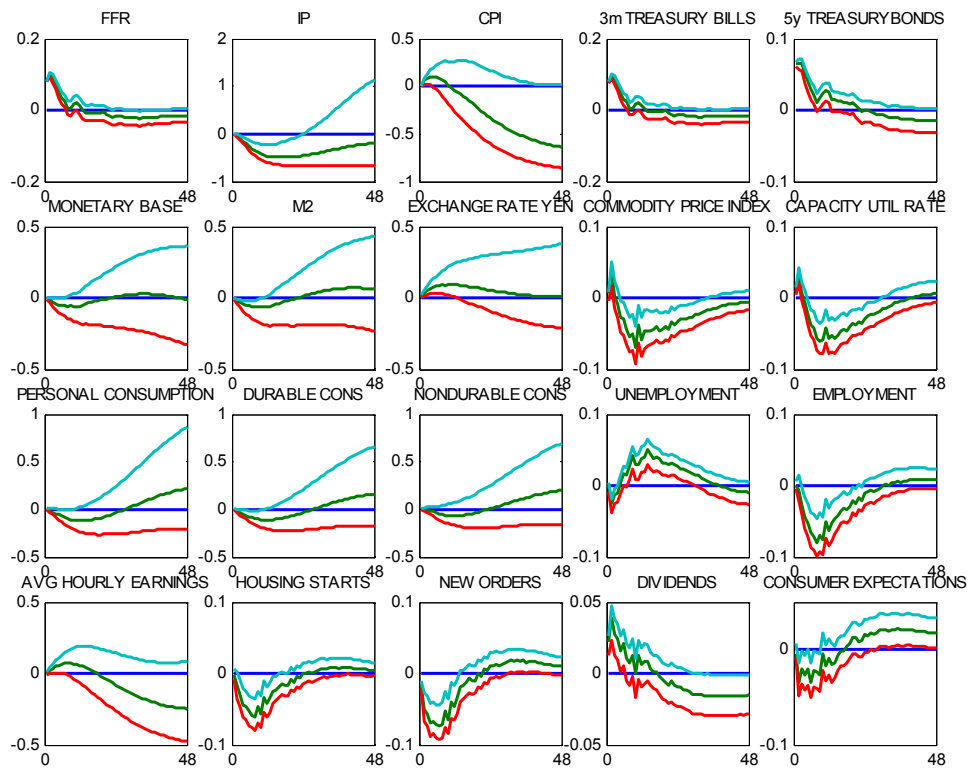 FFR IP CPI 3m TREASURY BILLS 5y TREASURY BONDS
0.2 2 0.5 0.2 0.1
0 1 0 0 0
0 -0.5
-0.2 -1 -1 -0.2 -0.1
0 48 0 48 0 48 0 48 0 48
MONETARY BASE M2 EXCHANGE RATE YEN COMMODITY PRICE INDEX CAPACITY UTIL RATE
0.5 0.5 0.5 0.1 0.1
0 0 0 0 0
-0.5 -0.5 -0.5 -0.1 -0.1
0 48 0 48 0 48 0 48 0 48
PERSONAL CONSUMPTION DURABLE CONS NONDURABLE CONS UNEMPLOYMENT EMPLOYMENT
1 1 1 0.1 0.1
0.5 0.5 0.5
0 0 0 0 0
-0.5 -0.5 -0.5 -0.1 -0.1
0 48 0 48 0 48 0 48 0 48
AVG HOURLY EARNINGS HOUSING STARTS NEW ORDERS DIVIDENDS CONSUMER EXPECTATIONS
0.5 0.1 0.1 0.05 0.1
0 0 0 0 0
-0.5 -0.1 -0.1 -0.05 -0.1
0 48 0 48 0 48 0 48 0 48